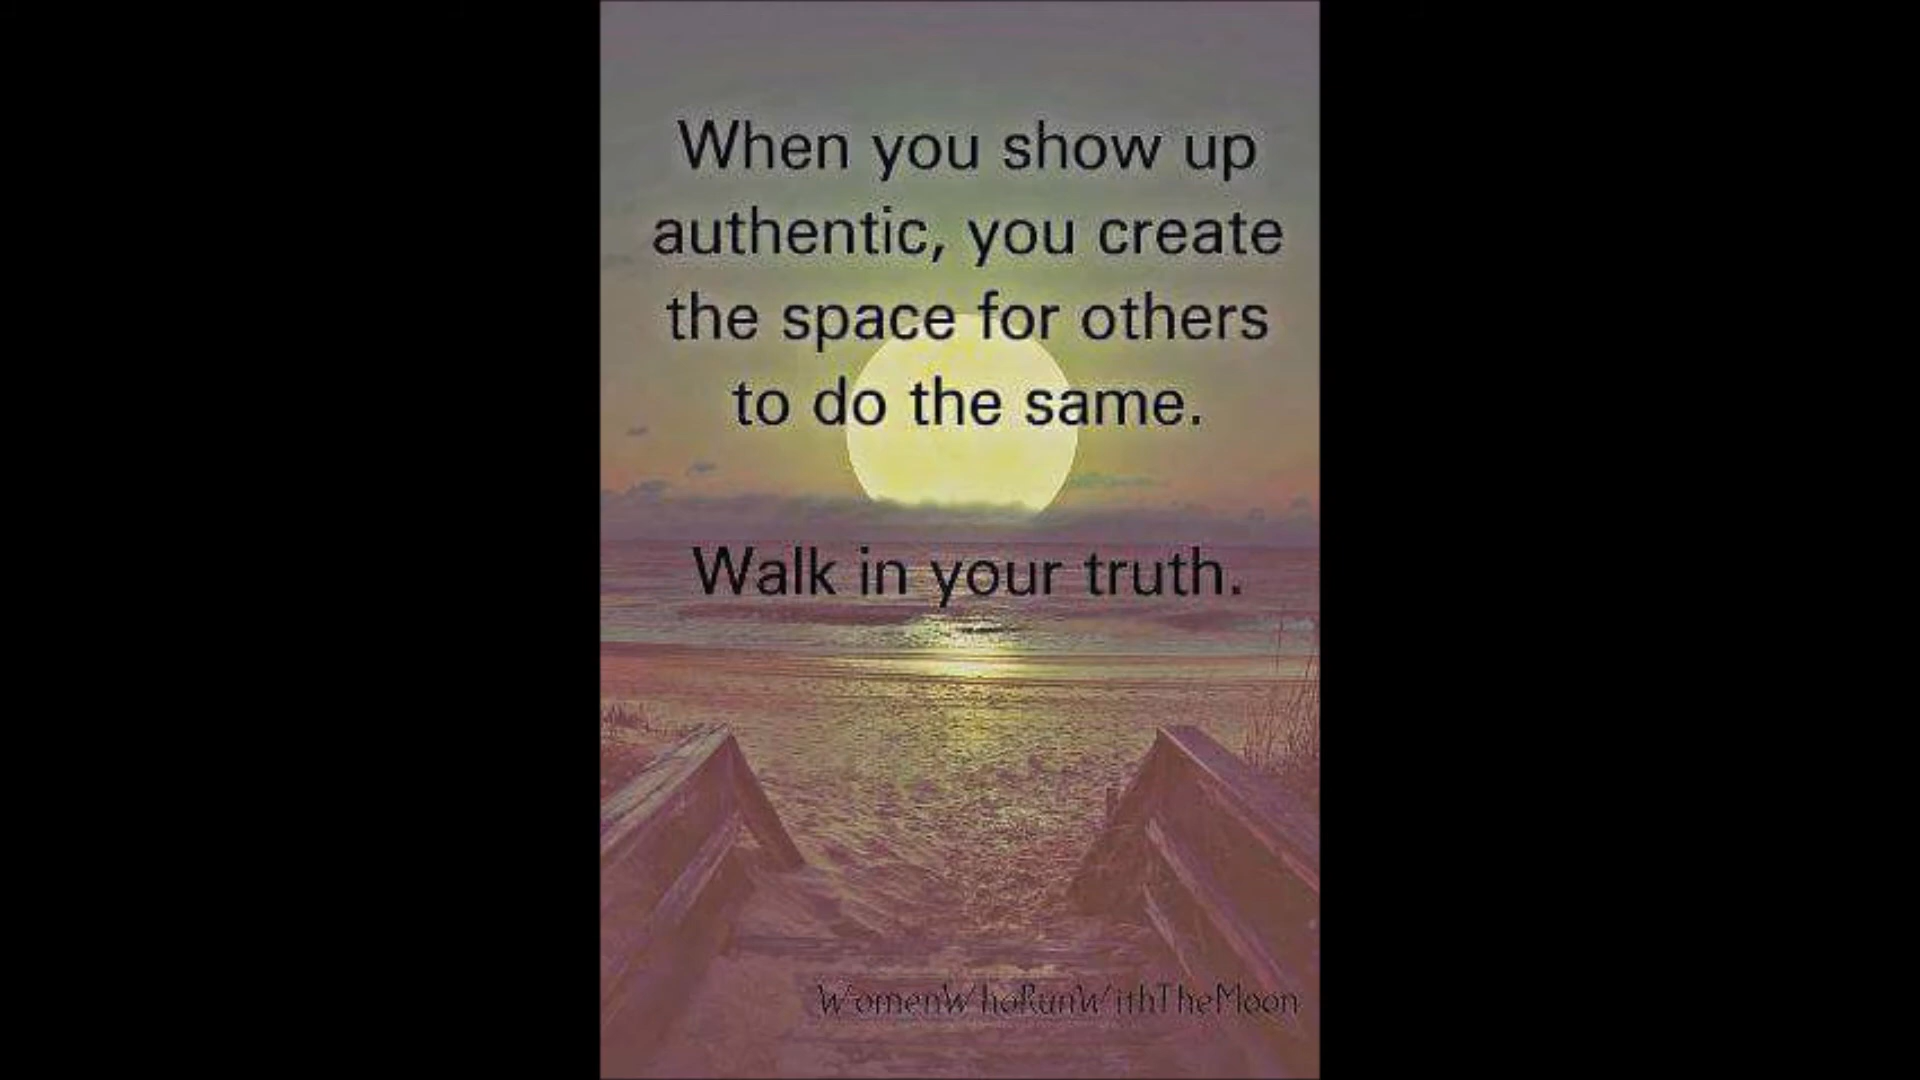 When you show up
authentic, you create
the space for others
to do the same.
Walk in your truth.
WomenWhoRunWithTheMoon